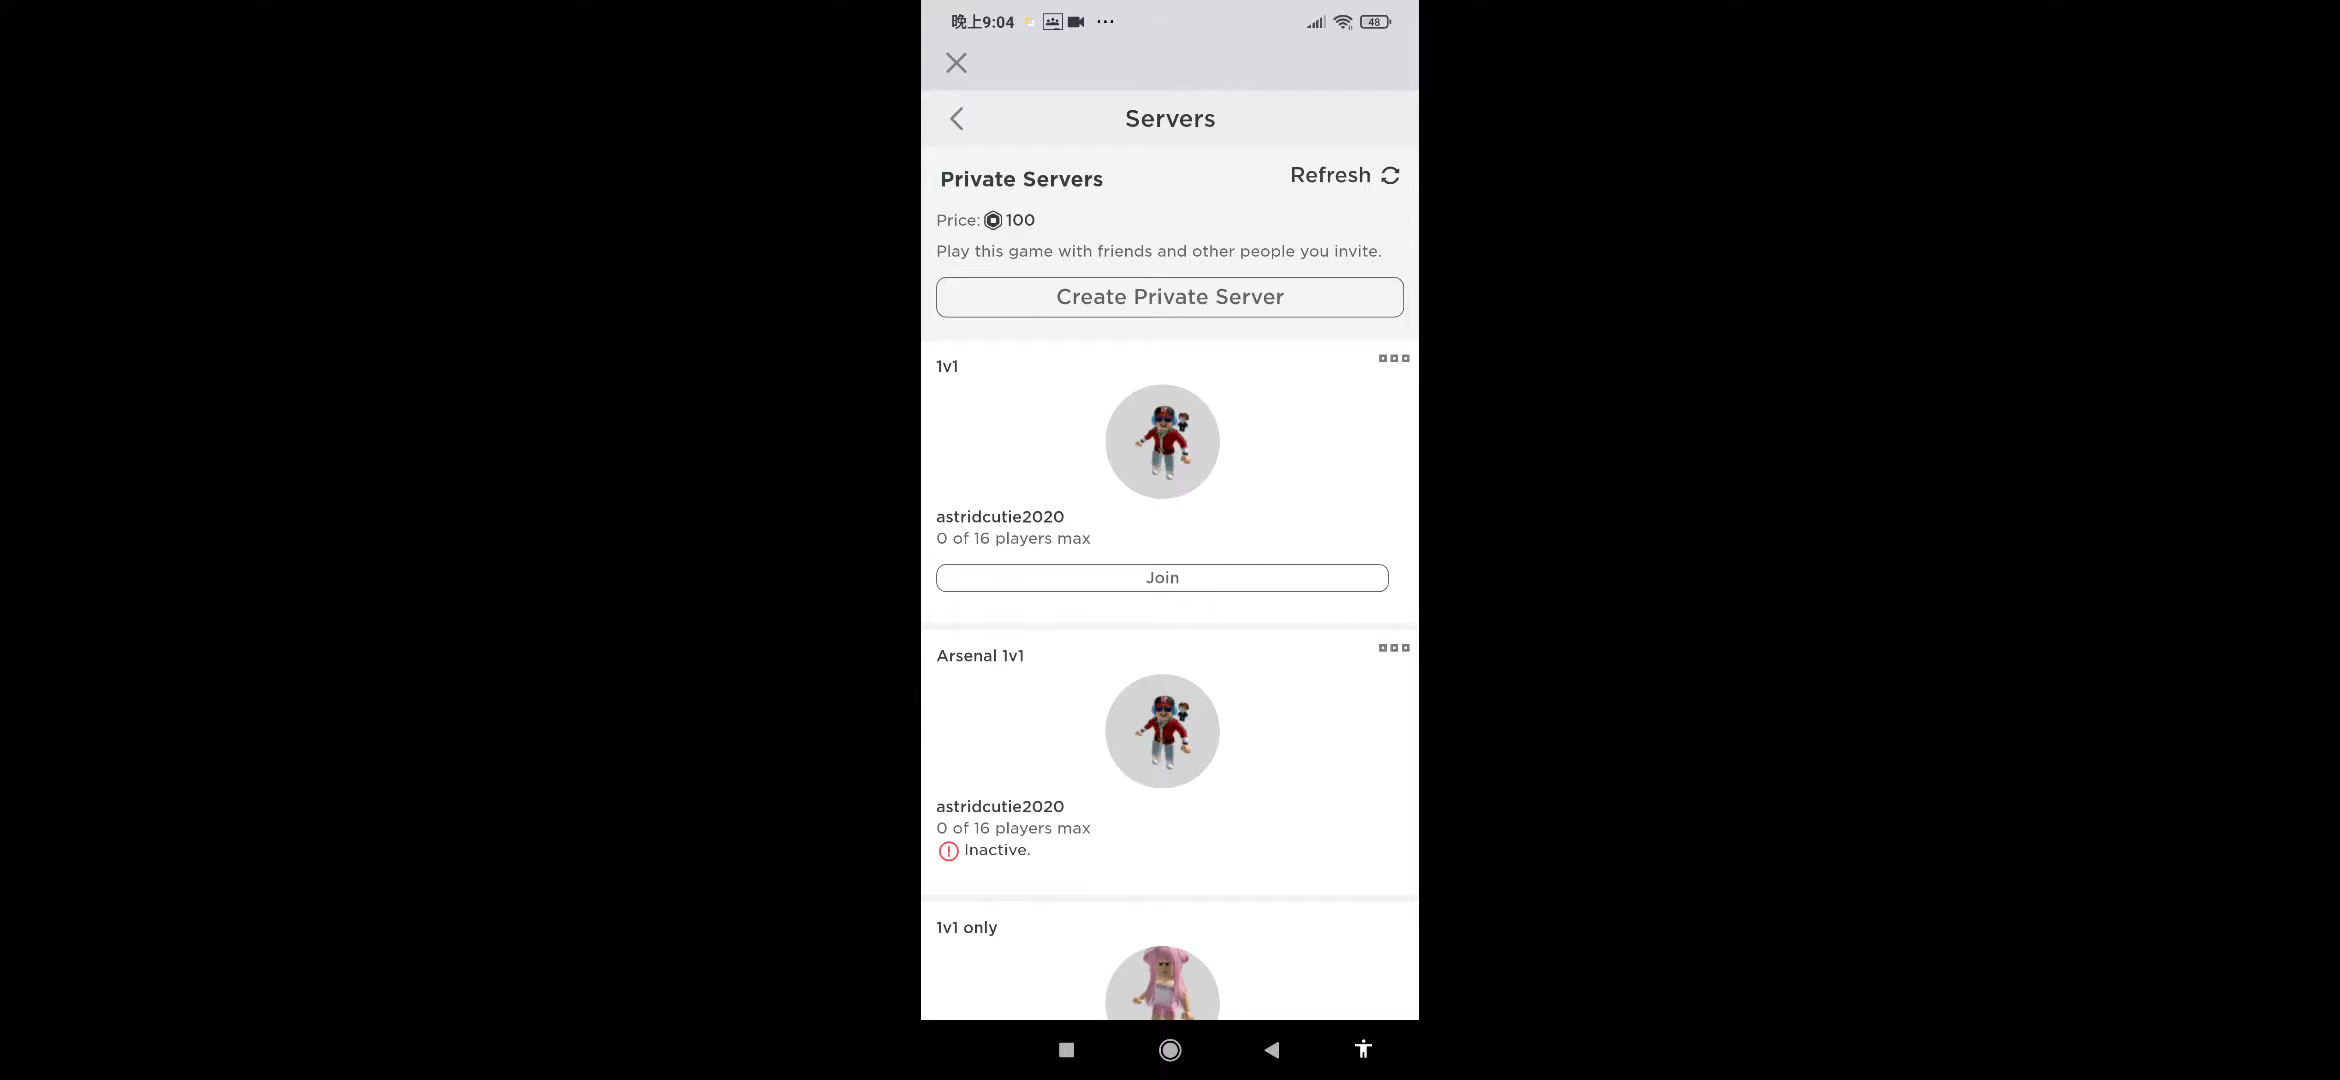 晚上9:04
48
Servers
Private Servers
Refresh
Price: 100
Play this game with friends and other people you invite.
Create Private Server
1v1
astridcutie2020
0 of 16 players max
Join
Arsenal 1v1
astridcutie2020
0 of 16 players max
Inactive.
1v1 only